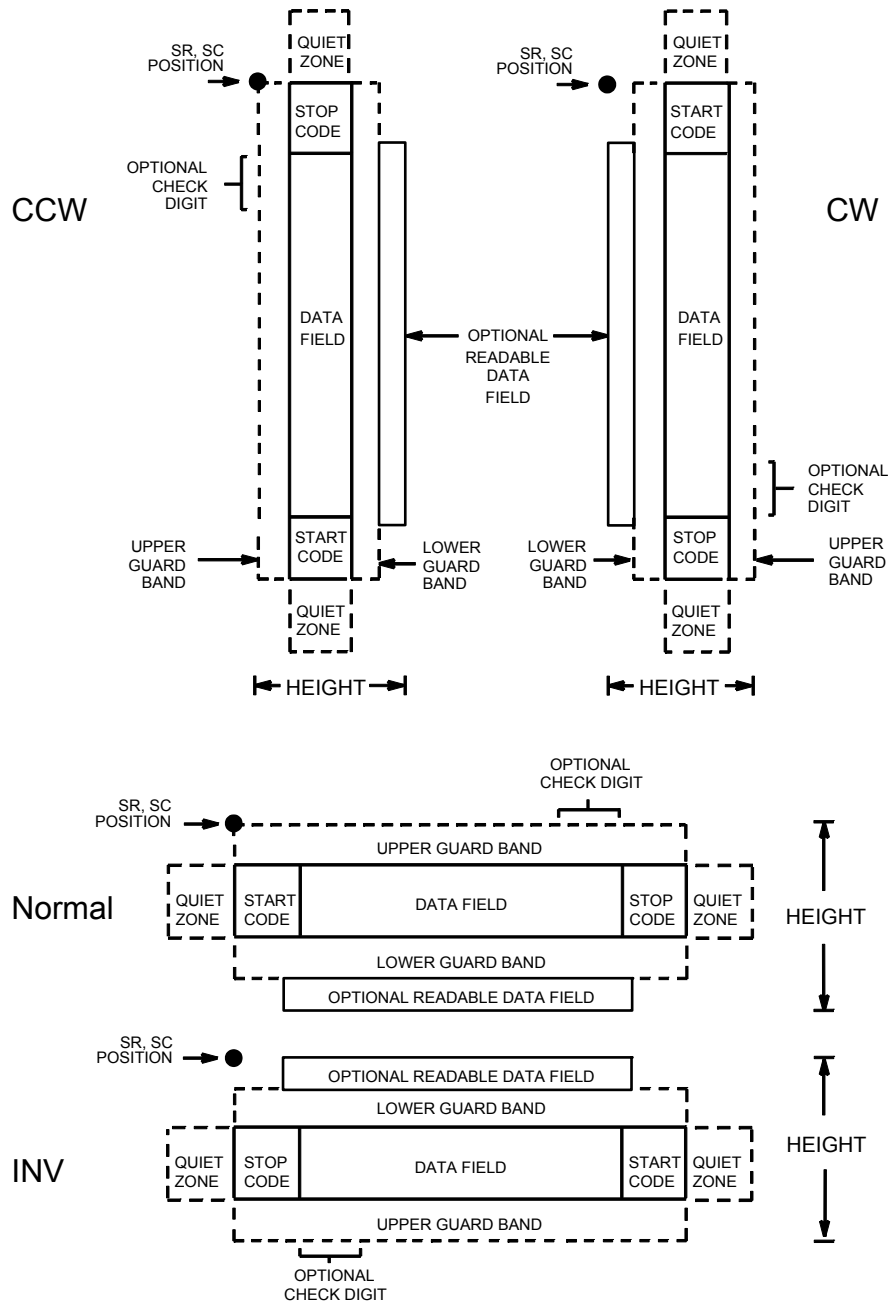 QUIET
ZONE
SR, SC
POSITION
STOP
CODE
OPTIONAL
CHECK
DIGIT
CCW
DATA
FIELD
START
CODE
UPPER
GUARD
BAND
LOWER
GUARD
BAND
QUIET
ZONE
HEIGHT
OPTIONAL
READABLE
DATA
FIELD
QUIET
ZONE
SR, SC
POSITION
START
CODE
CW
DATA
FIELD
OPTIONAL
CHECK
DIGIT
LOWER
GUARD
BAND
STOP
CODE
UPPER
GUARD
BAND
QUIET
ZONE
HEIGHT
OPTIONAL
CHECK DIGIT
SR, SC
POSITION
UPPER GUARD BAND
Normal
QUIET
ZONE
START
CODE
DATA FIELD
STOP
CODE
QUIET
ZONE
HEIGHT
LOWER GUARD BAND
OPTIONAL READABLE DATA FIELD
SR, SC
POSITION
OPTIONAL READABLE DATA FIELD
LOWER GUARD BAND
INV
QUIET
ZONE
STOP
CODE
DATA FIELD
START
CODE
QUIET
ZONE
HEIGHT
UPPER GUARD BAND
OPTIONAL
CHECK DIGIT